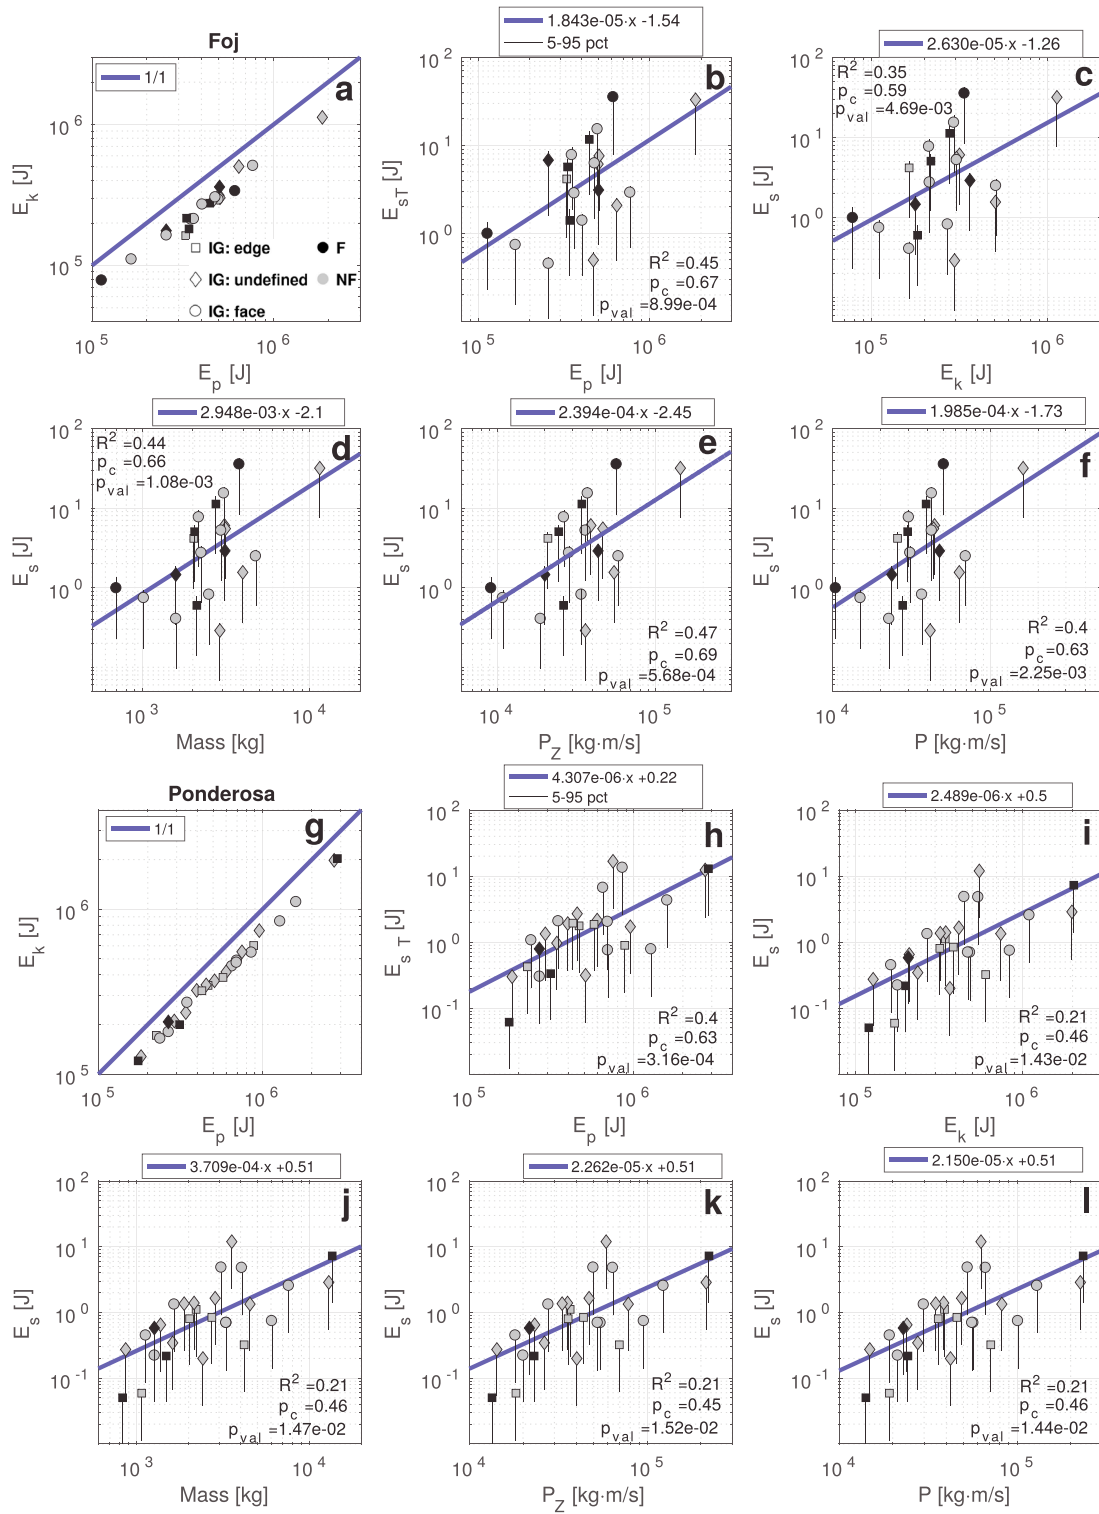 Foj
1/1
a
10^6
10^5
E_k [J]
IG: edge
F
IG: undefined
NF
IG: face
10^5
10^6
E_p [J]
1.843e-05·x -1.54
5-95 pct
b
10^2
10^1
10^0
E_sT [J]
R^2 =0.45
p_c =0.67
p_val =8.99e-04
10^5
10^6
E_p [J]
2.630e-05·x -1.26
c
R^2 =0.35
p_c =0.59
p_val =4.69e-03
10^2
10^1
10^0
E_s [J]
10^5
10^6
E_k [J]
2.948e-03·x -2.1
d
R^2 =0.44
p_c =0.66
p_val =1.08e-03
10^2
10^1
10^0
E_s [J]
10^3
10^4
Mass [kg]
2.394e-04·x -2.45
e
10^2
10^1
10^0
E_s [J]
R^2 =0.47
p_c =0.69
p_val =5.68e-04
10^4
10^5
P_Z [kg·m/s]
1.985e-04·x -1.73
f
10^2
10^1
10^0
E_s [J]
R^2 =0.4
p_c =0.63
p_val =2.25e-03
10^4
10^5
P [kg·m/s]
Ponderosa
1/1
g
10^6
10^5
E_k [J]
10^5
10^6
E_p [J]
4.307e-06·x +0.22
5-95 pct
h
10^2
10^1
10^0
10^-1
E_s T [J]
R^2 =0.4
p_c =0.63
p_val =3.16e-04
10^5
10^6
E_p [J]
2.489e-06·x +0.5
i
10^2
10^1
10^0
10^-1
E_s [J]
R^2 =0.21
p_c =0.46
p_val =1.43e-02
10^5
10^6
E_k [J]
3.709e-04·x +0.51
j
10^2
10^1
10^0
10^-1
E_s [J]
R^2 =0.21
p_c =0.46
p_val =1.47e-02
10^3
10^4
Mass [kg]
2.262e-05·x +0.51
k
10^2
10^1
10^0
10^-1
E_s [J]
R^2 =0.21
p_c =0.45
p_val =1.52e-02
10^4
10^5
P_Z [kg·m/s]
2.150e-05·x +0.51
l
10^2
10^1
10^0
10^-1
E_s [J]
R^2 =0.21
p_c =0.46
p_val =1.44e-02
10^4
10^5
P [kg·m/s]